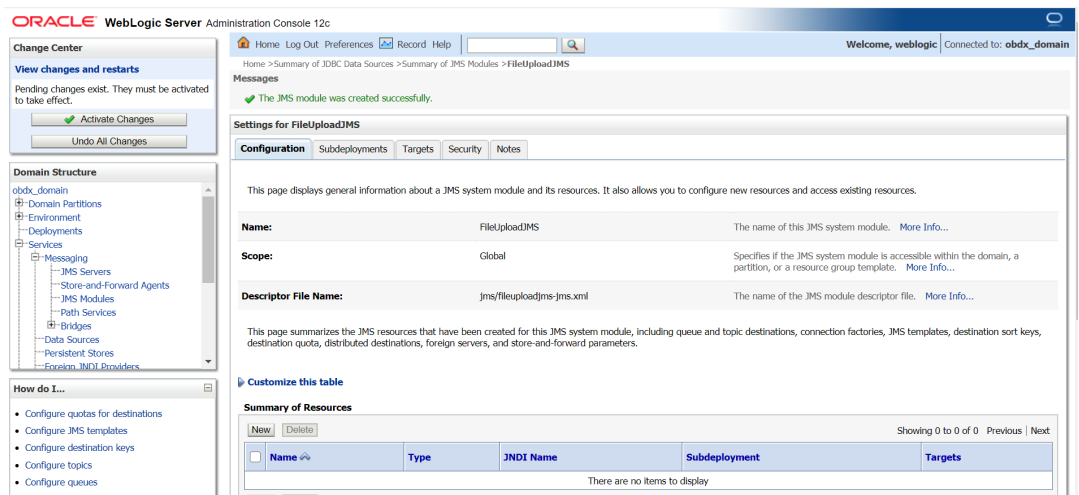 ORACLE WebLogic Server Administration Console 12c
Change Center
View changes and restarts
Pending changes exist. They must be activated
to take effect.
Activate Changes
Undo All Changes
Domain Structure
obdx_domain
Domain Partitions
Environment
Deployments
Services
Messaging
JMS Servers
Store-and-Forward Agents
JMS Modules
Path Services
Bridges
Data Sources
Persistent Stores
Foreign JNDI Providers
How do I...
Configure quotas for destinations
Configure JMS templates
Configure destination keys
Configure topics
Configure queues
Home Log Out Preferences Record Help
Welcome, weblogic Connected to: obdx_domain
Home >Summary of JDBC Data Sources >Summary of JMS Modules >FileUploadJMS
Messages
The JMS module was created successfully.
Settings for FileUploadJMS
Configuration Subdeployments Targets Security Notes
This page displays general information about a JMS system module and its resources. It also allows you to configure new resources and access existing resources.
Name: FileUploadJMS The name of this JMS system module. More Info...
Scope: Global Specifies if the JMS system module is accessible within the domain, a
partition, or a resource group template. More Info...
Descriptor File Name: jms/fileuploadjms-jms.xml The name of the JMS module descriptor file. More Info...
This page summarizes the JMS resources that have been created for this JMS system module, including queue and topic destinations, connection factories, JMS templates, destination sort keys,
destination quota, distributed destinations, foreign servers, and store-and-forward parameters.
Customize this table
Summary of Resources
New Delete Showing 0 to 0 of 0 Previous | Next
Name Type JNDI Name Subdeployment Targets
There are no items to display